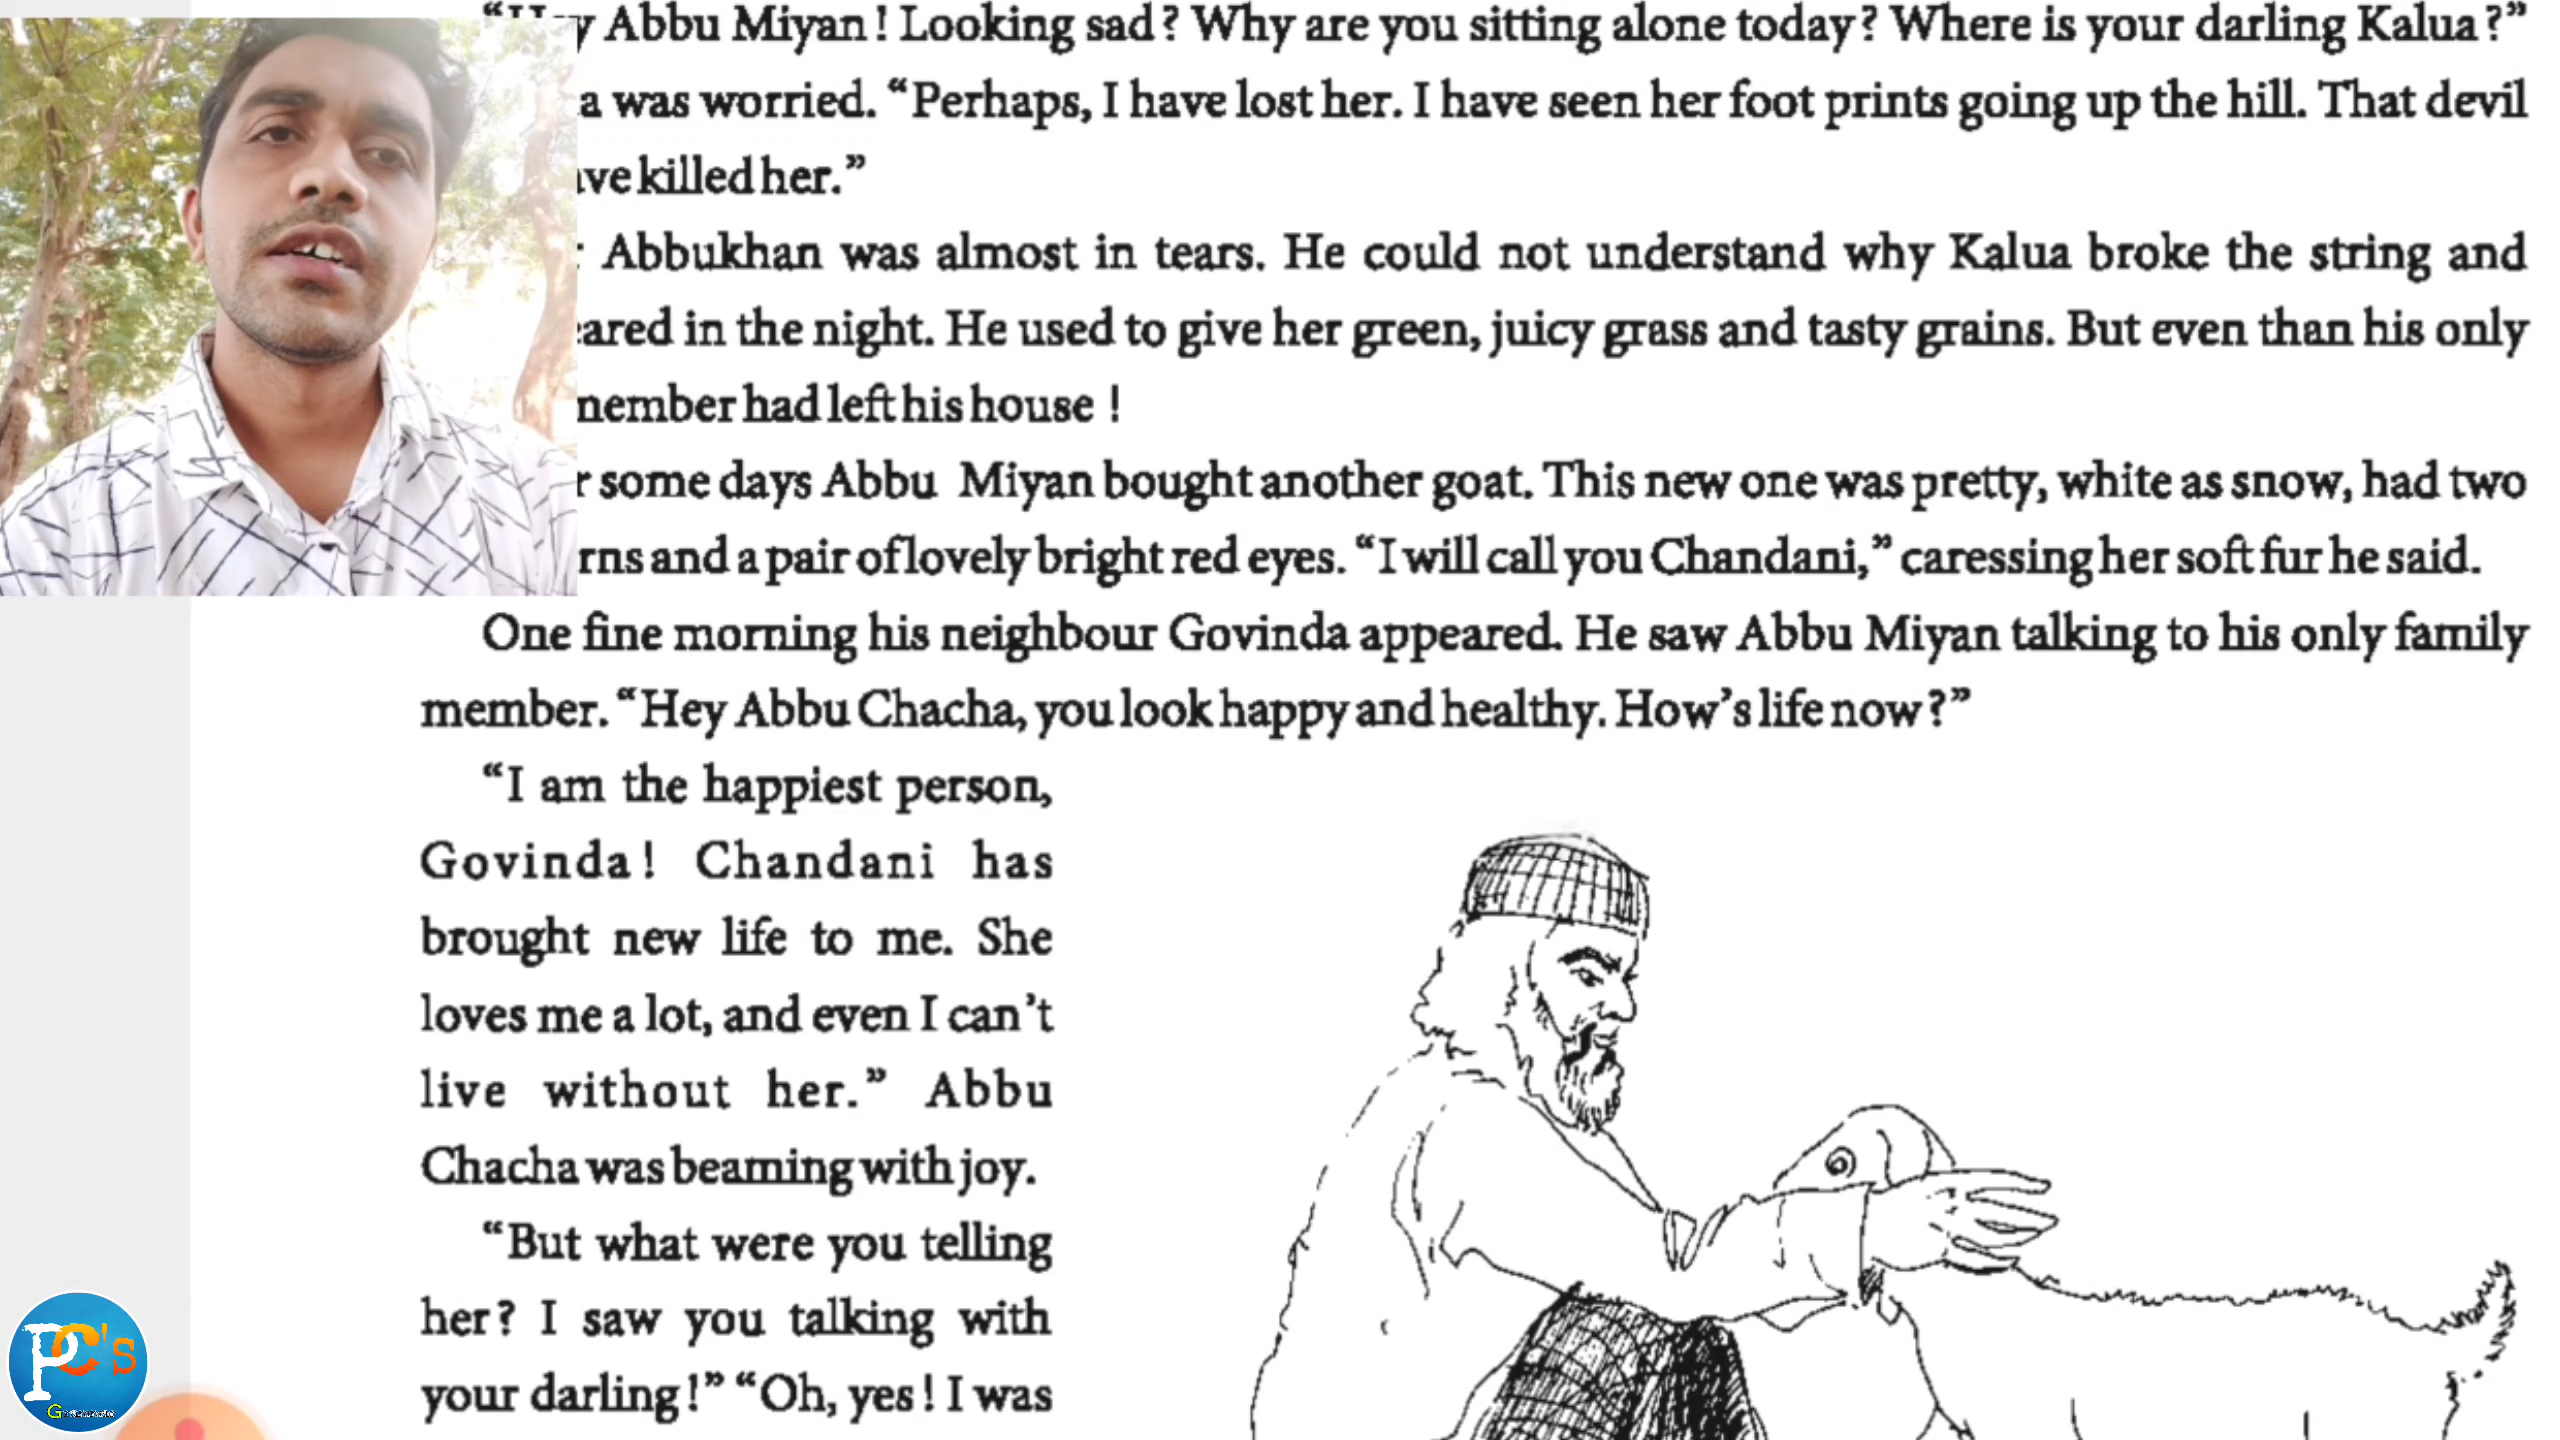 Abbu Miyan! Looking sad? Why are you sitting alone today? Where is your darling Kalua?”
a was worried. “Perhaps, I have lost her. I have seen her foot prints going up the hill. That devil
ve killed her.”
Abbukhan was almost in tears. He could not understand why Kalua broke the string and
ared in the night. He used to give her green, juicy grass and tasty grains. But even than his only
member had left his house !
r some days Abbu Miyan bought another goat. This new one was pretty, white as snow, had two
rns and a pair of lovely bright red eyes. “I will call you Chandani,” caressing her soft fur he said.
One fine morning his neighbour Govinda appeared. He saw Abbu Miyan talking to his only family
member. “Hey Abbu Chacha, you look happy and healthy. How’s life now?”
“I am the happiest person,
Govinda! Chandani has
brought new life to me. She
loves me a lot, and even I can’t
live without her.” Abbu
Chacha was beaming with joy.
“But what were you telling
her? I saw you talking with
your darling!” “Oh, yes! I was
PC's